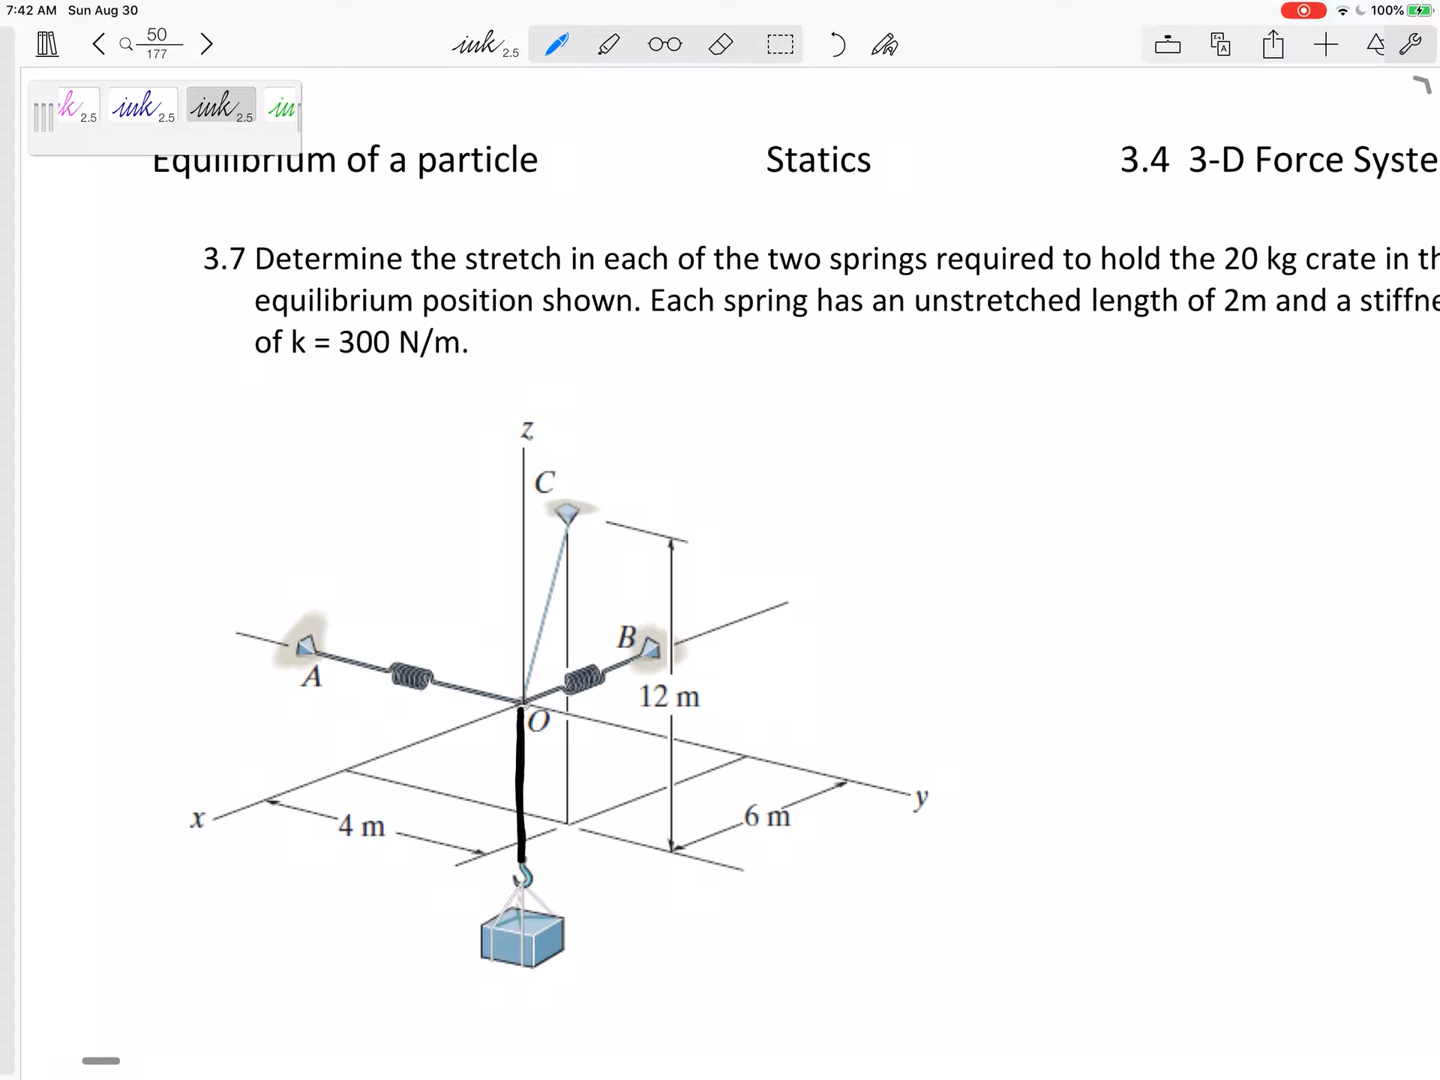 7:42 AM Sun Aug 30
100%
50
177
ink 2.5
2.5
ink 2.5
ink 2.5
in
Equilibrium of a particle Statics 3.4 3-D Force Syste
3.7 Determine the stretch in each of the two springs required to hold the 20 kg crate in th
equilibrium position shown. Each spring has an unstretched length of 2m and a stiffne
of k = 300 N/m.
z
C
B
A
12 m
O
y
x
4 m
6 m